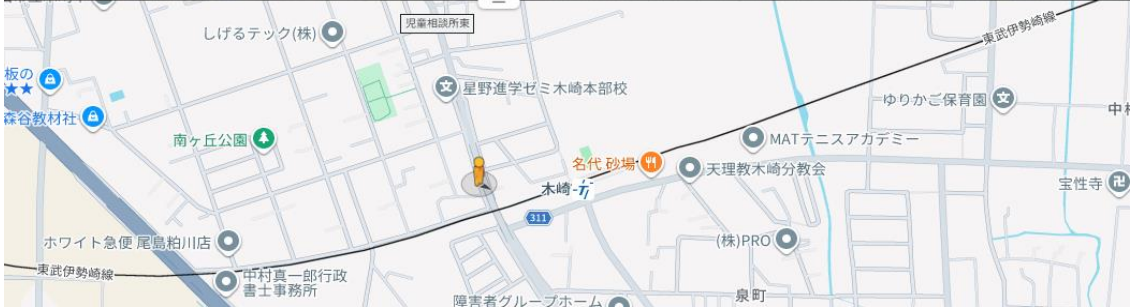 しげるテック(株)
児童相談所東
東武伊勢崎線
板の
★★
星野進学ゼミ木崎本部校
ゆりかご保育園
森谷教材社
南ヶ丘公園
MATテニスアカデミー
名代 砂場
天理教木崎分教会
木崎
宝性寺
311
ホワイト急便 尾島粕川店
(株)PRO
東武伊勢崎線
中村真一郎行政
書士事務所
泉町
障害者グループホーム